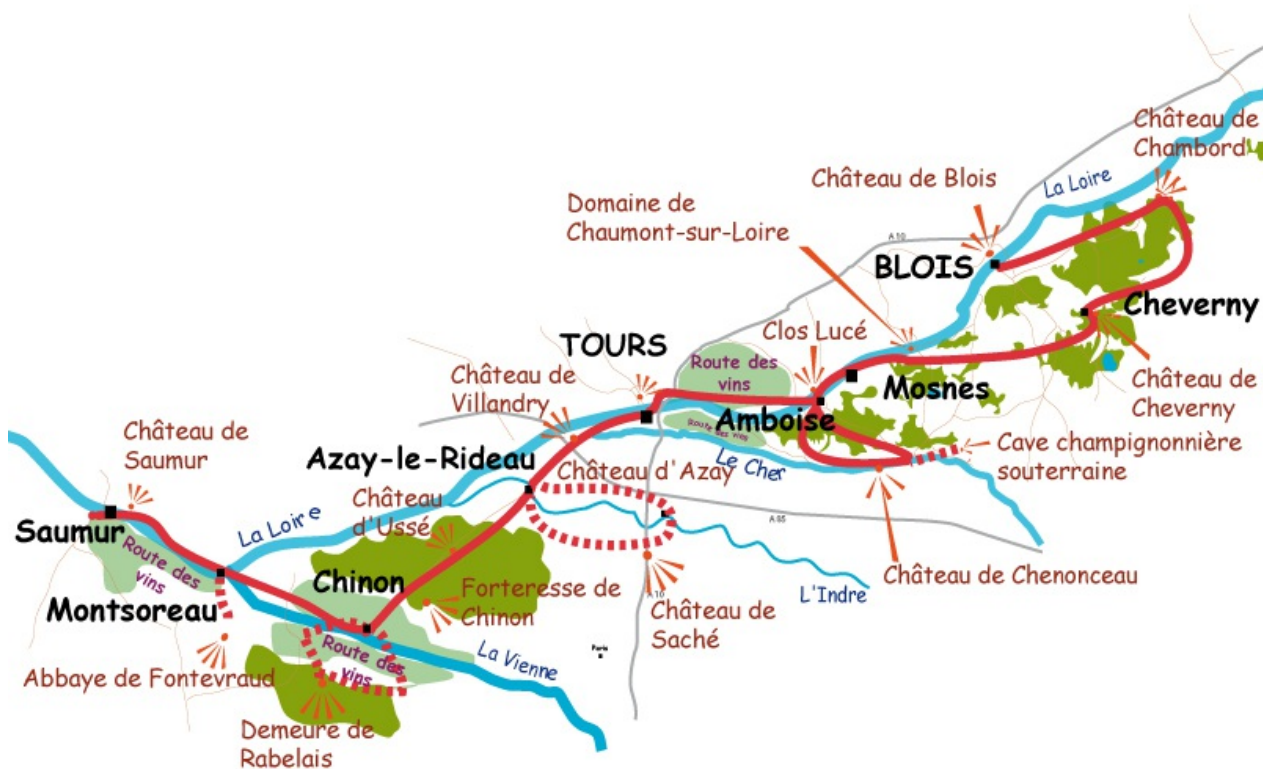 Château de
Chambord
La Loire
Château de Blois
Domaine de
Chaumont-sur-Loire
A 10
BLOIS
Cheverny
Clos Lucé
TOURS
Route des
vins
Château de
Villandry
Mosnes
Château de
Cheverny
Amboise
Route des vins
Château de
Saumur
Azay-le-Rideau
Le Cher
Cave champignonnière
souterraine
Château d'Azay
Château
d'Ussé
La Loire
A 85
Saumur
Route des
vins
Château de Chenonceau
L'Indre
Chinon
Forteresse de
Chinon
A 10
Château de
Saché
Montsoreau
Route des
vins
La Vienne
Paris
Abbaye de Fontevraud
Demeure de
Rabelais